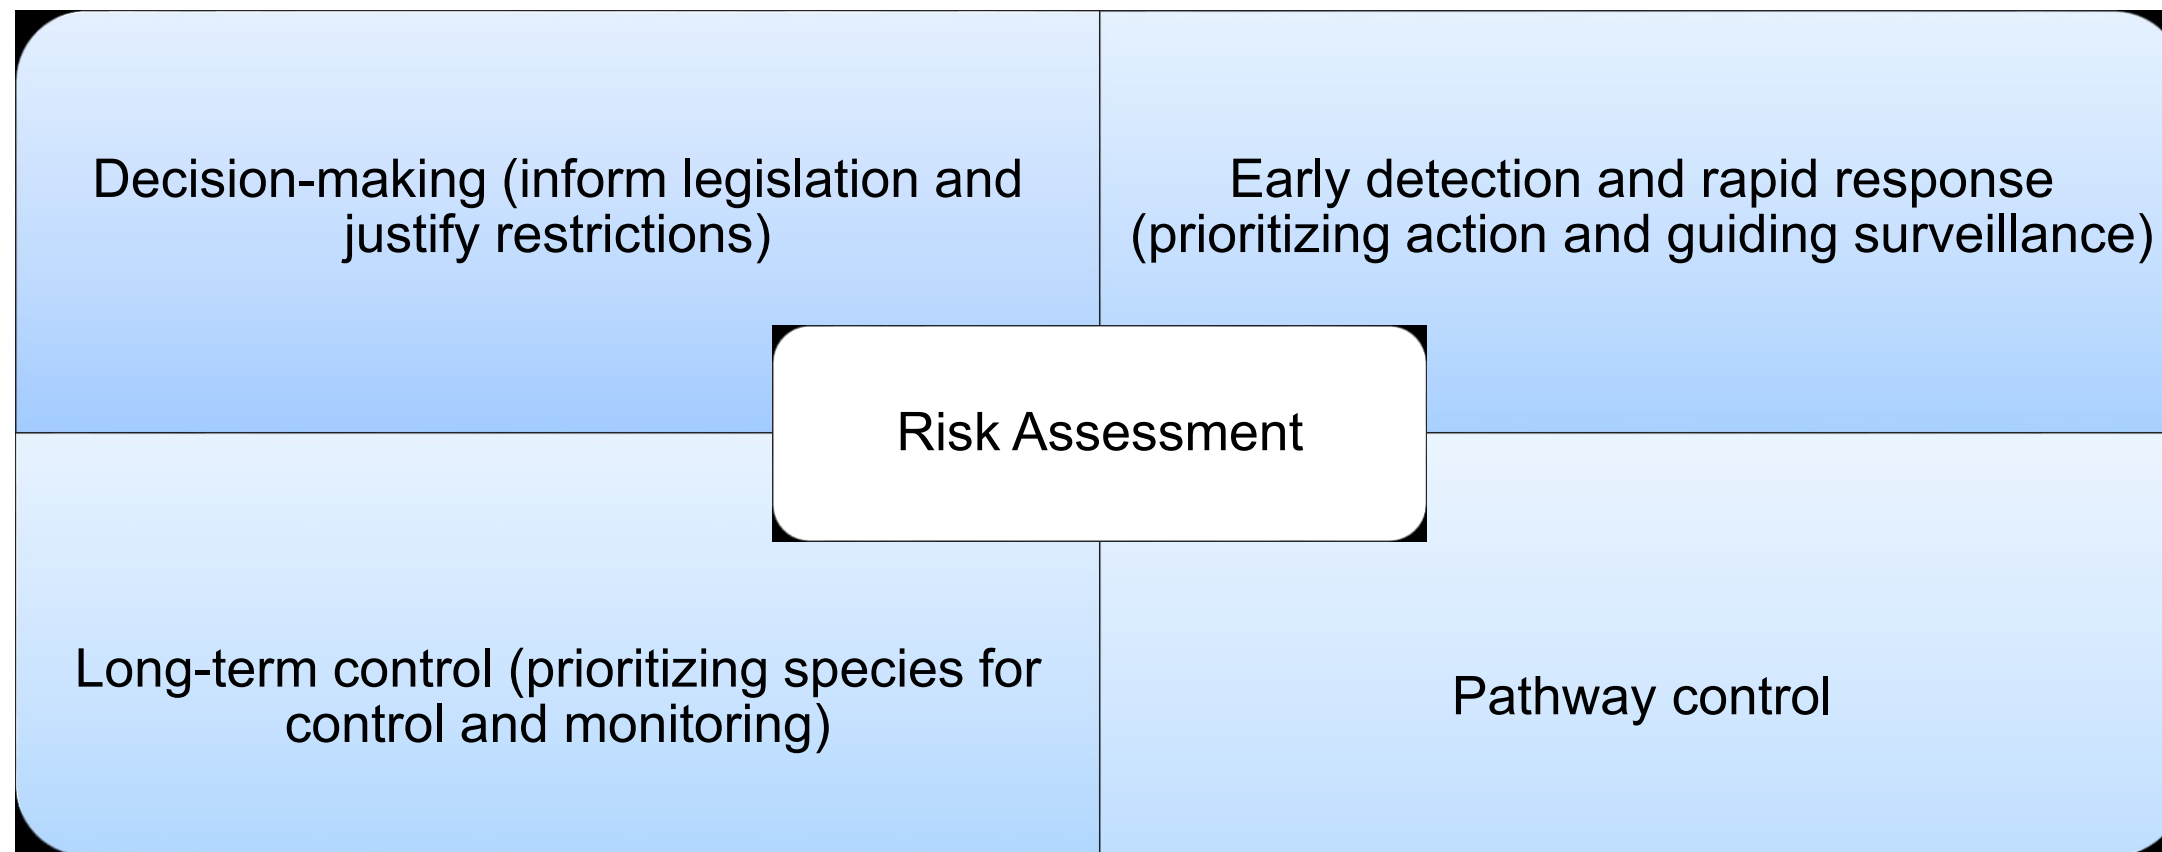 Decision-making (inform legislation and
justify restrictions)
Early detection and rapid response
(prioritizing action and guiding surveillance)
Risk Assessment
Long-term control (prioritizing species for
control and monitoring)
Pathway control